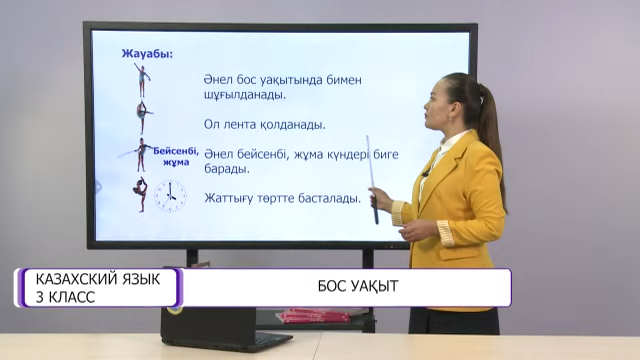 Жауабы:
Әнел бос уақытында бимен
шұғылданады.
Ол лента қолданады.
Бейсенбі,
жұма
Әнел бейсенбі, жұма күндері биге
барады.
Жаттығу төртте басталады.
КАЗАХСКИЙ ЯЗЫК
3 КЛАСС
БОС УАҚЫТ